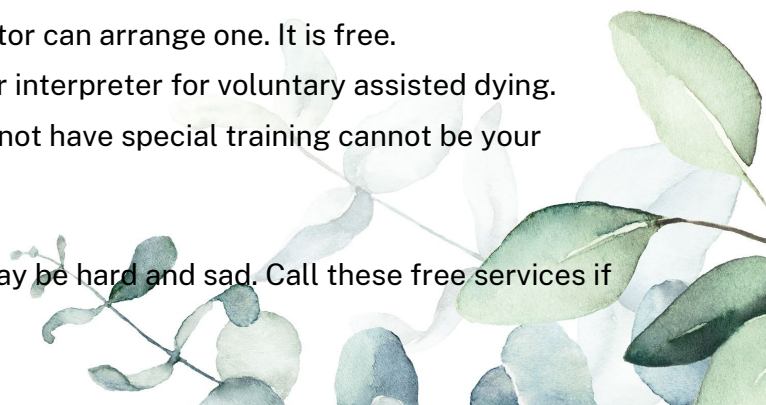 tor can arrange one. It is free.
r interpreter for voluntary assisted dying.
not have special training cannot be your
ay be hard and sad. Call these free services if